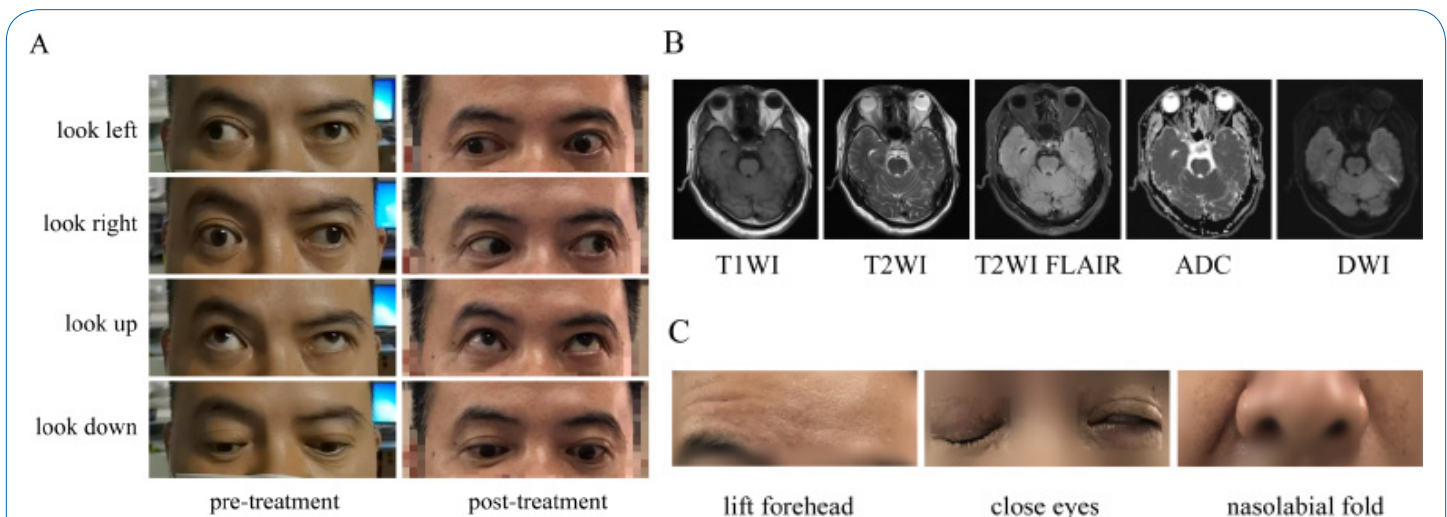 A
look left
look right
look up
look down
pre-treatment
post-treatment
B
T1WI
T2WI
T2WI FLAIR
ADC
DWI
C
lift forehead
close eyes
nasolabial fold